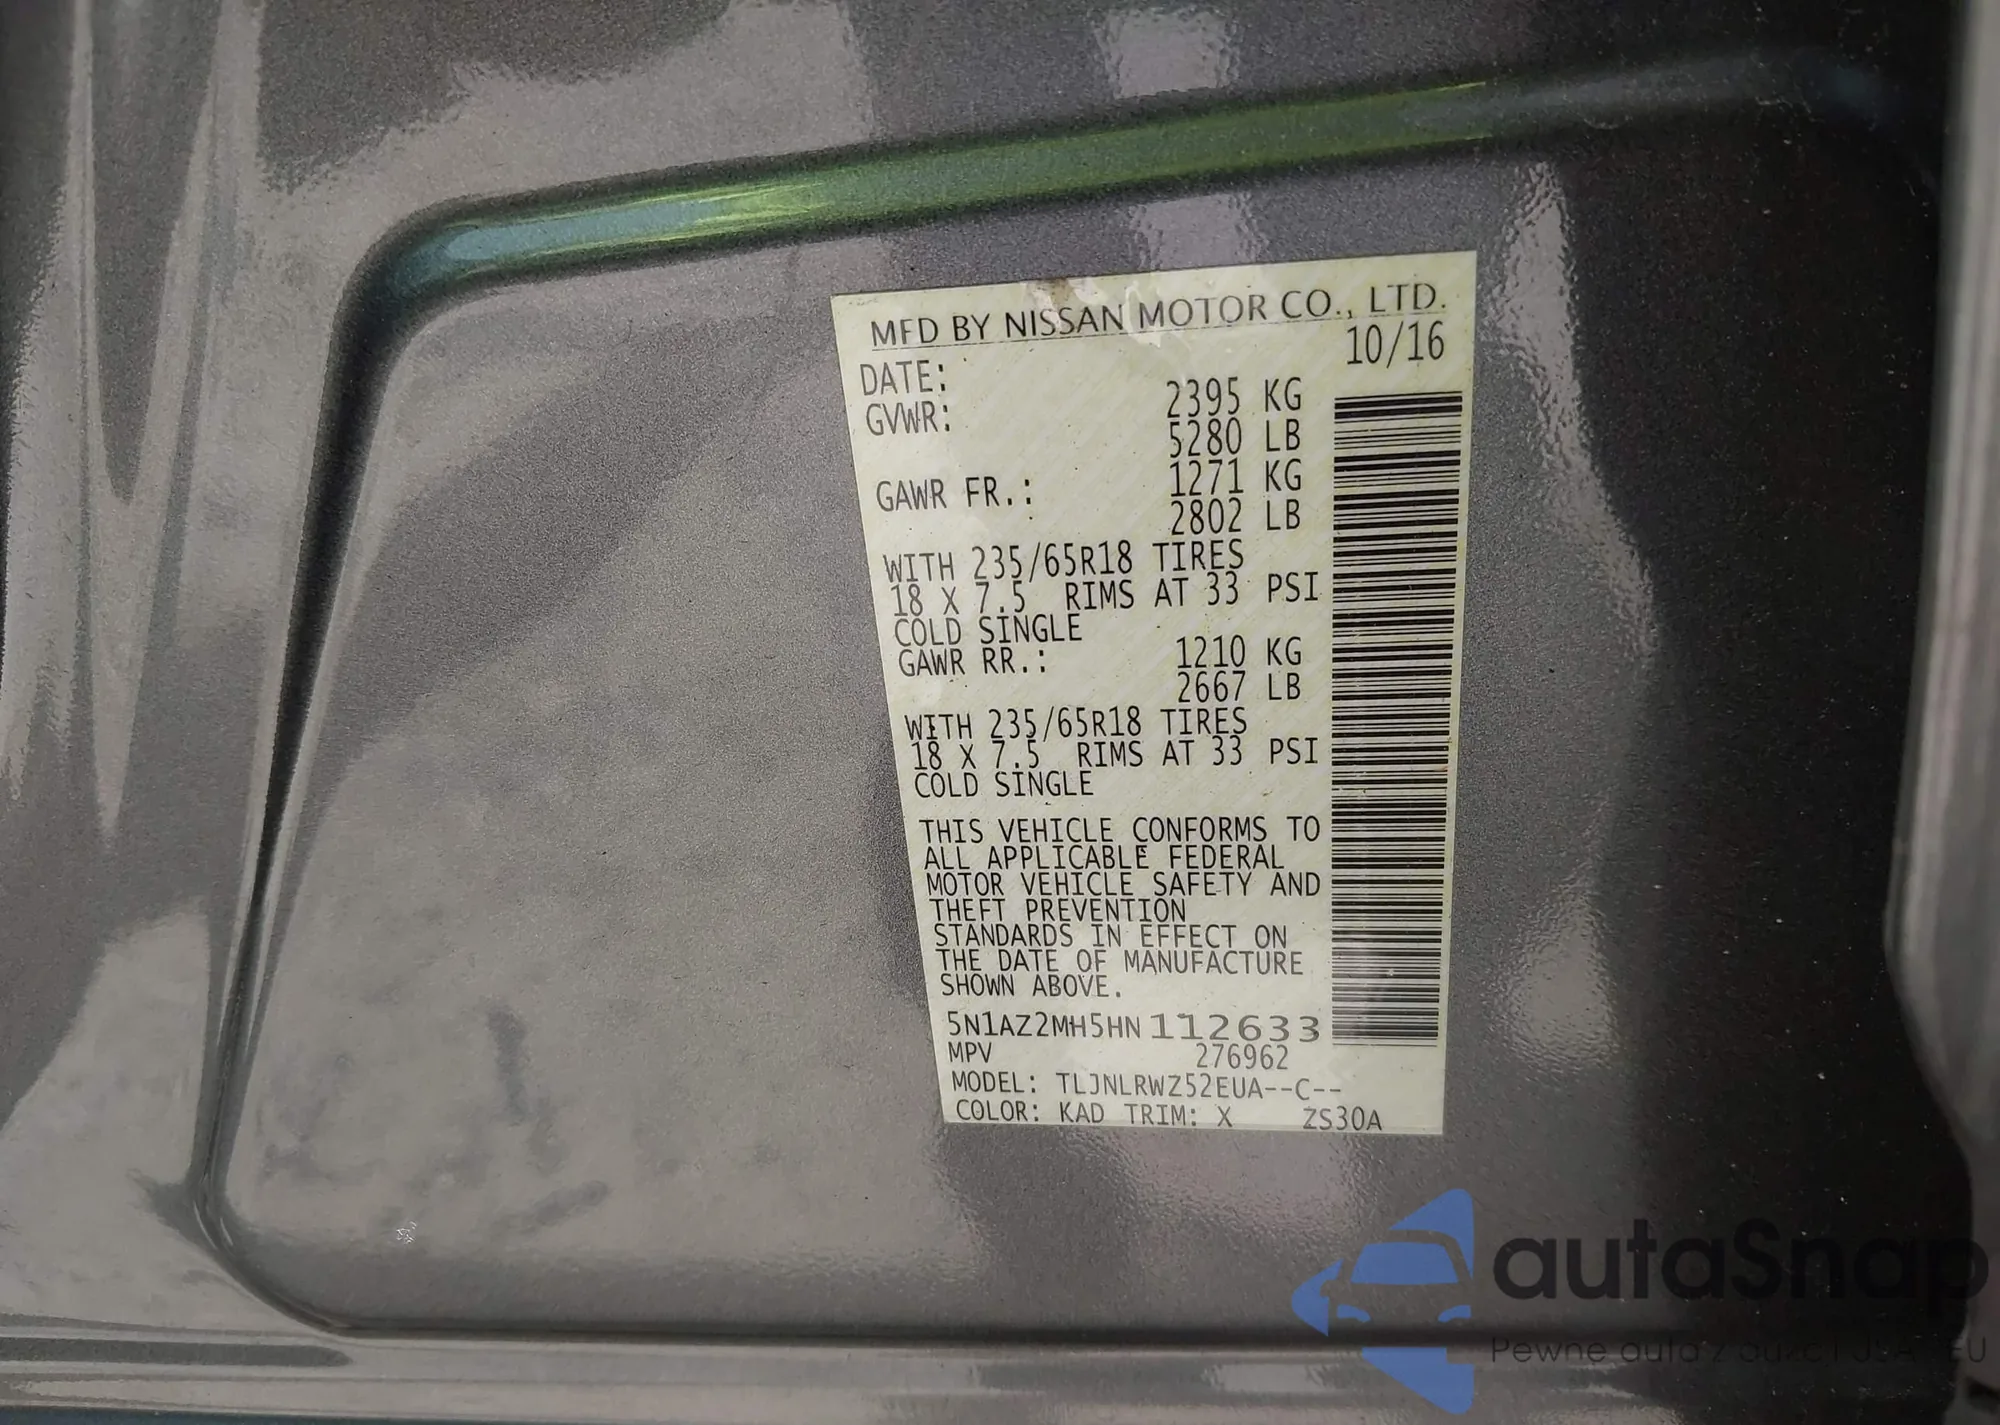 MFD BY NISSAN MOTOR CO., LTD.
DATE: 10/16
GVWR: 2395 KG
5280 LB
GAWR FR.: 1271 KG
2802 LB
WITH 235/65R18 TIRES
18 X 7.5 RIMS AT 33 PSI
COLD SINGLE
GAWR RR.: 1210 KG
2667 LB
WITH 235/65R18 TIRES
18 X 7.5 RIMS AT 33 PSI
COLD SINGLE
THIS VEHICLE CONFORMS TO
ALL APPLICABLE FEDERAL
MOTOR VEHICLE SAFETY AND
THEFT PREVENTION
STANDARDS IN EFFECT ON
THE DATE OF MANUFACTURE
SHOWN ABOVE.
5N1AZ2MH5HN112633
MPV 276962
MODEL: TLJNLRWZ52EUA--C--
COLOR: KAD TRIM: X ZS30A
autaSnap
Pewne auta z